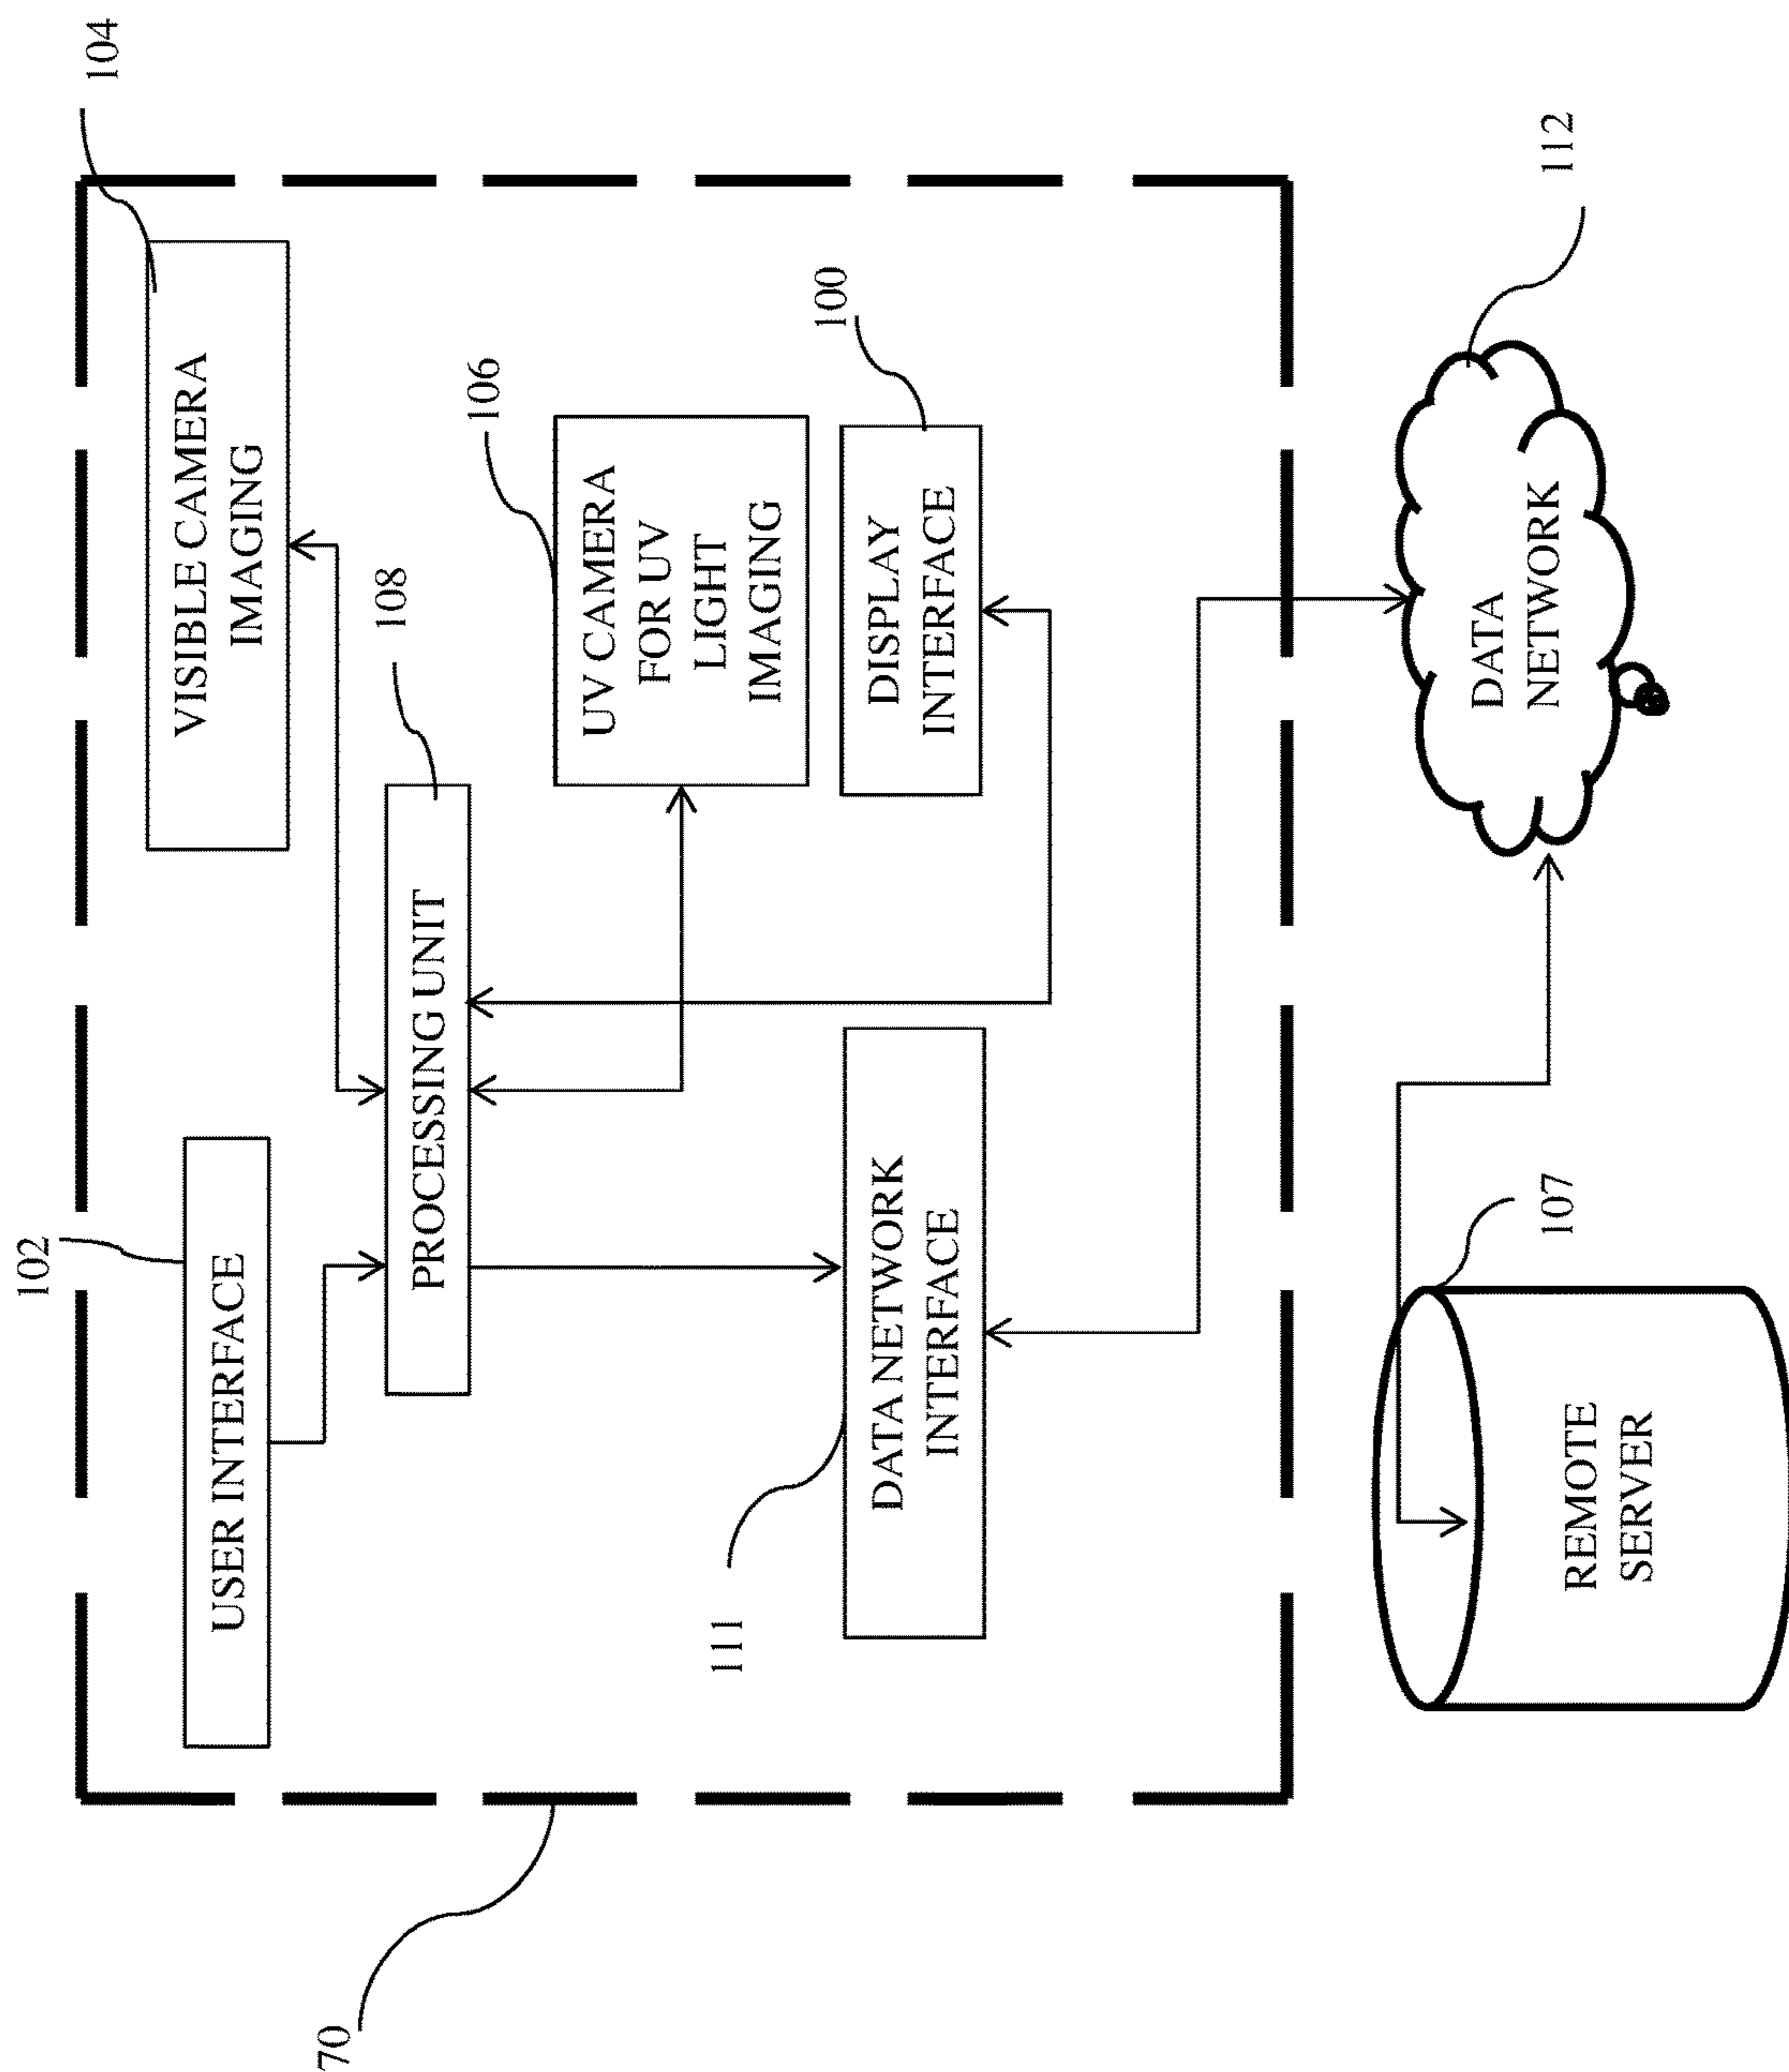 102
104
USER INTERFACE
VISIBLE CAMERA
IMAGING
70
108
PROCESSING UNIT
106
UV CAMERA
FOR UV
LIGHT
IMAGING
111
100
DATA NETWORK
INTERFACE
DISPLAY
INTERFACE
107
112
REMOTE
SERVER
DATA
NETWORK